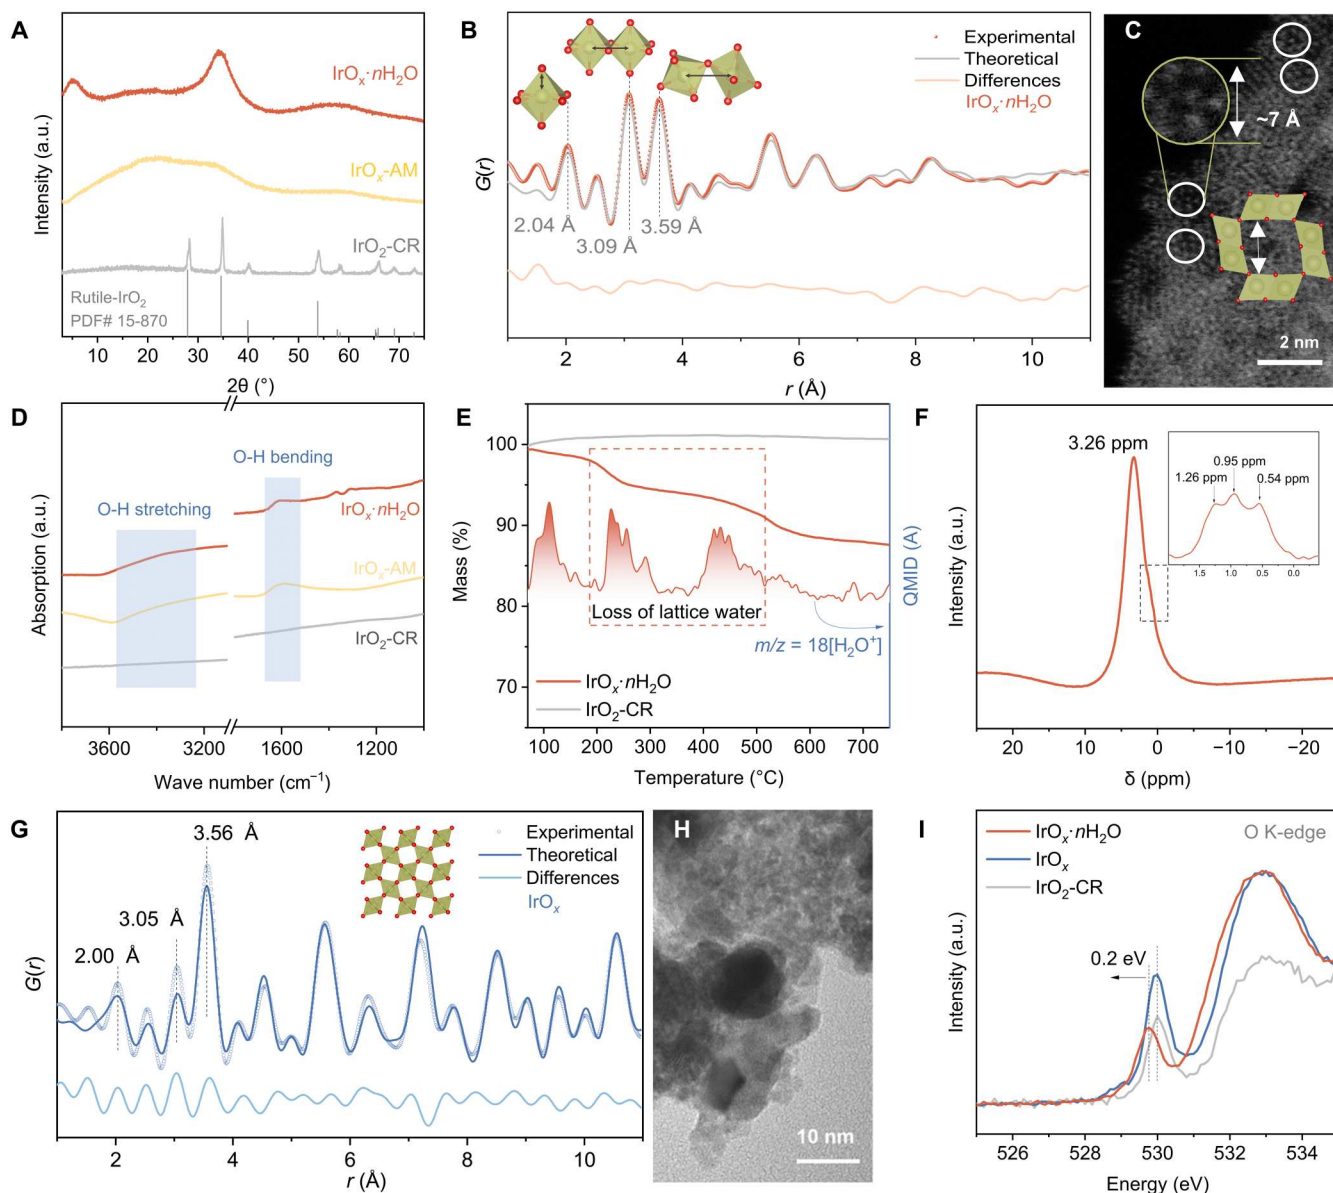 A
IrOx·nH2O
IrOx-AM
IrO2-CR
Rutile-IrO2
PDF# 15-870
Intensity (a.u.)
10 20 30 40 50 60 70
2θ (°)
B
Experimental
Theoretical
Differences
IrOx·nH2O
2.04 Å
3.09 Å
3.59 Å
G(r)
2 4 6 8 10
r (Å)
C
~7 Å
2 nm
D
O-H bending
O-H stretching
IrOx·nH2O
IrOx-AM
IrO2-CR
Absorption (a.u.)
3600 3200 1600 1200
Wave number (cm−1)
E
100
90
80
70
Mass (%)
QMID (A)
Loss of lattice water
m/z = 18[H2O+]
IrOx·nH2O
IrO2-CR
100 200 300 400 500 600 700
Temperature (°C)
F
3.26 ppm
0.95 ppm
1.26 ppm
0.54 ppm
1.5 1.0 0.5 0.0
Intensity (a.u.)
20 10 0 −10 −20
δ (ppm)
G
3.56 Å
3.05 Å
2.00 Å
Experimental
Theoretical
Differences
IrOx
G(r)
2 4 6 8 10
r (Å)
H
10 nm
I
IrOx·nH2O
IrOx
IrO2-CR
O K-edge
0.2 eV
Intensity (a.u.)
526 528 530 532 534
Energy (eV)